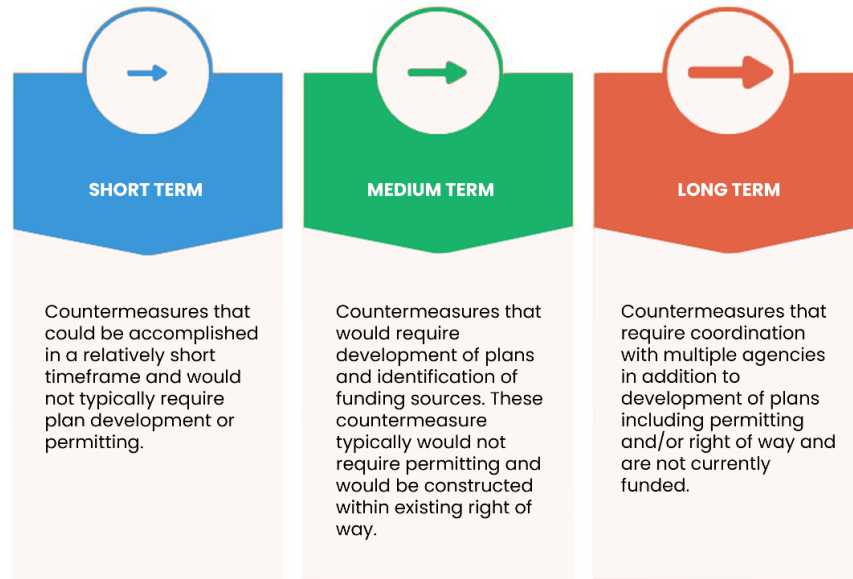 SHORT TERM
Countermeasures that
could be accomplished
in a relatively short
timeframe and would
not typically require
plan development or
permitting.
MEDIUM TERM
Countermeasures that
would require
development of plans
and identification of
funding sources. These
countermeasure
typically would not
require permitting and
would be constructed
within existing right of
way.
LONG TERM
Countermeasures that
require coordination
with multiple agencies
in addition to
development of plans
including permitting
and/or right of way and
are not currently
funded.